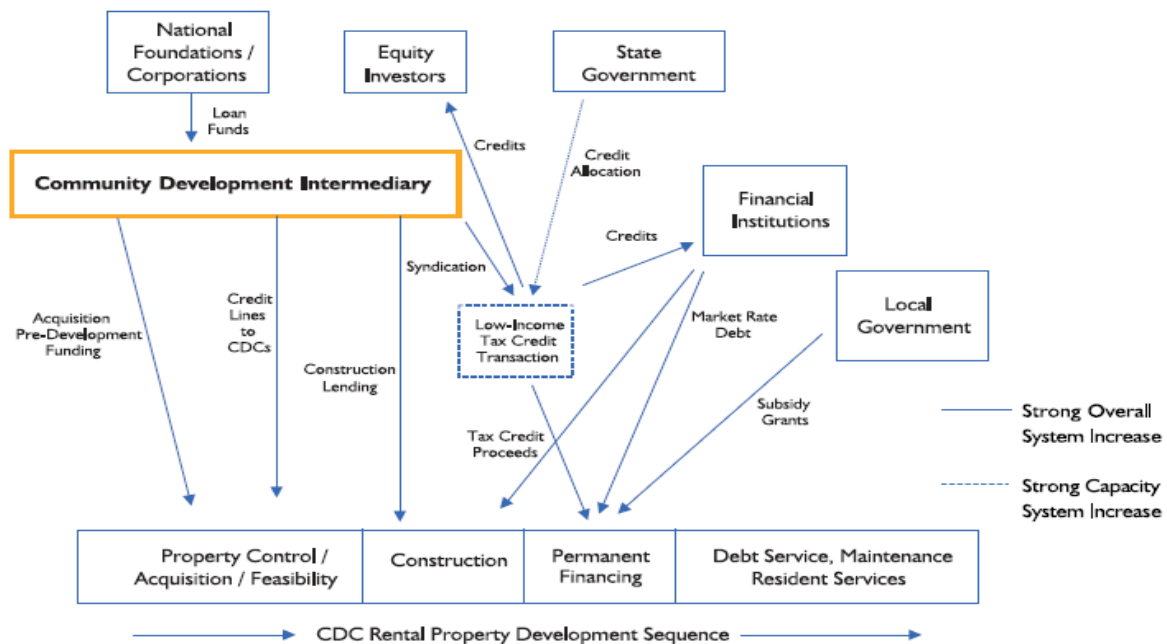 National
Foundations /
Corporations
Equity
Investors
State
Government
Loan
Funds
Credits
Credit
Allocation
Community Development Intermediary
Financial
Institutions
Credits
Syndication
Local
Government
Acquisition
Pre-Development
Funding
Credit
Lines
to
CDCs
Construction
Lending
Low-Income
Tax Credit
Transaction
Market Rate
Debt
Subsidy
Grants
Tax Credit
Proceeds
Strong Overall
System Increase
Strong Capacity
System Increase
Property Control /
Acquisition / Feasibility
Construction
Permanent
Financing
Debt Service, Maintenance
Resident Services
CDC Rental Property Development Sequence